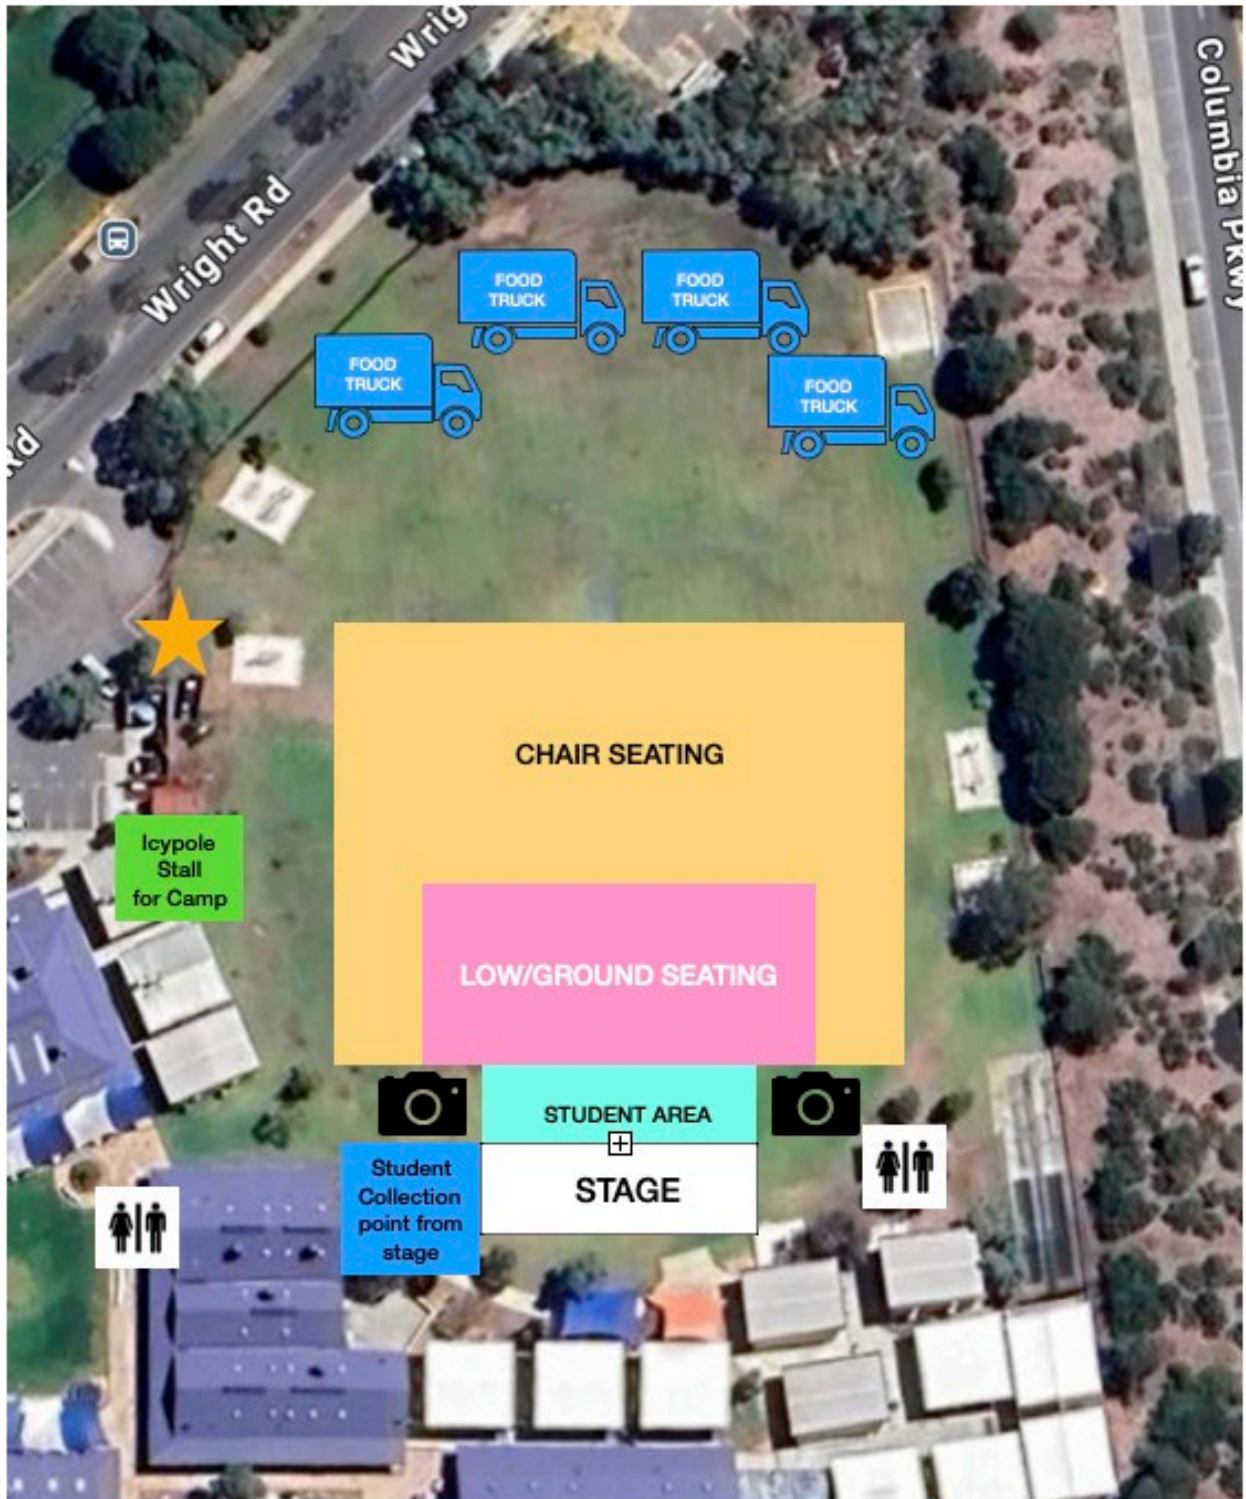 Wrig
Columbia Pkwy
Wright Rd
FOOD
TRUCK
FOOD
TRUCK
FOOD
TRUCK
FOOD
TRUCK
Rd
CHAIR SEATING
Icypole
Stall
for Camp
LOW/GROUND SEATING
STUDENT AREA
Student
Collection
point from
stage
STAGE